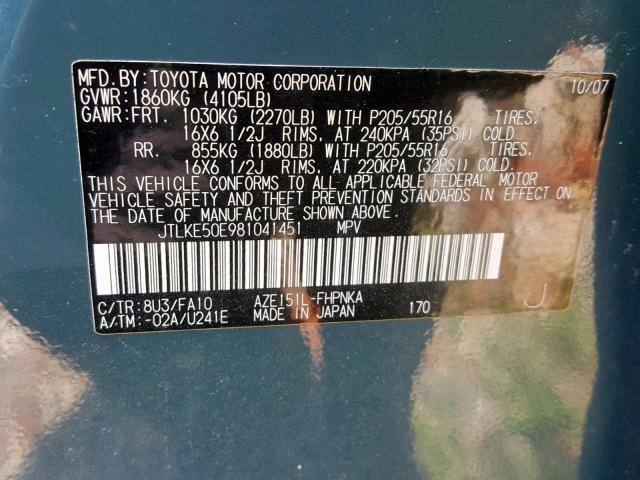 MFD. BY: TOYOTA MOTOR CORPORATION 10/07
GVWR: 1860KG (4105LB)
GAWR: FRT. 1030KG (2270LB) WITH P205/55R16 TIRES,
16X6 1/2J RIMS, AT 240KPA (35PSI) COLD.
RR. 855KG (1880LB) WITH P205/55R16 TIRES,
16X6 1/2J RIMS, AT 220KPA (32PSI) COLD.
THIS VEHICLE CONFORMS TO ALL APPLICABLE FEDERAL MOTOR
VEHICLE SAFETY AND THEFT PREVENTION STANDARDS IN EFFECT ON
THE DATE OF MANUFACTURE SHOWN ABOVE.
JTLKE50E981041451 MPV
C/TR: 8U3/FA10 AZE151L-FHPNKA J
A/TM: -02A/U241E MADE IN JAPAN 170